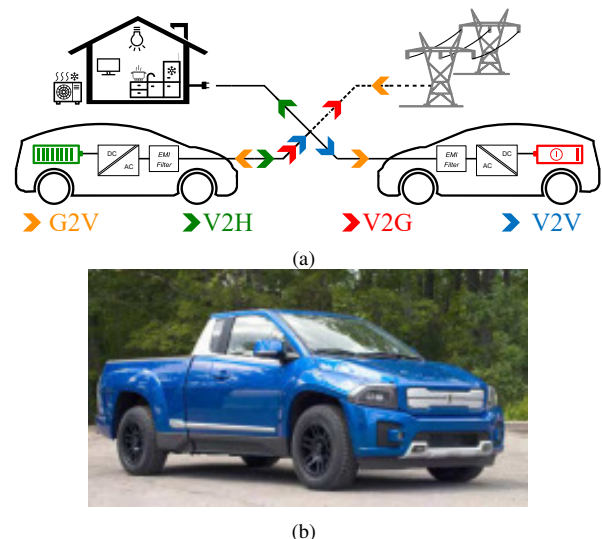 DC
AC
EMI
Filter
EMI
Filter
DC
AC
G2V
V2H
V2G
V2V
(a)
(b)